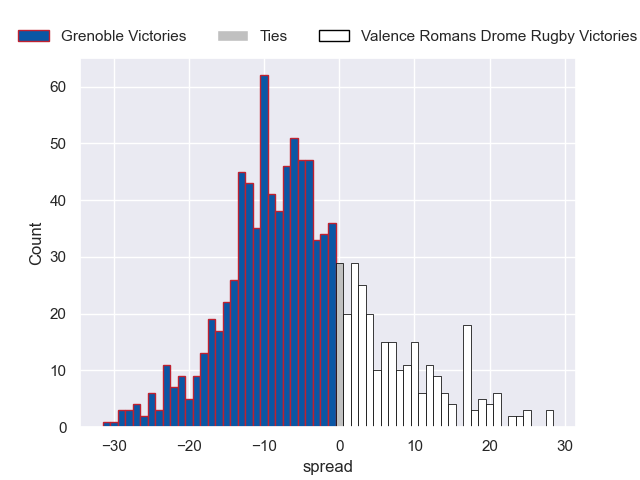 Grenoble Victories Ties Valence Romans Drome Rugby Victories
60
50
40
30
20
10
0
Count
−30 −20 −10 0 10 20 30
spread